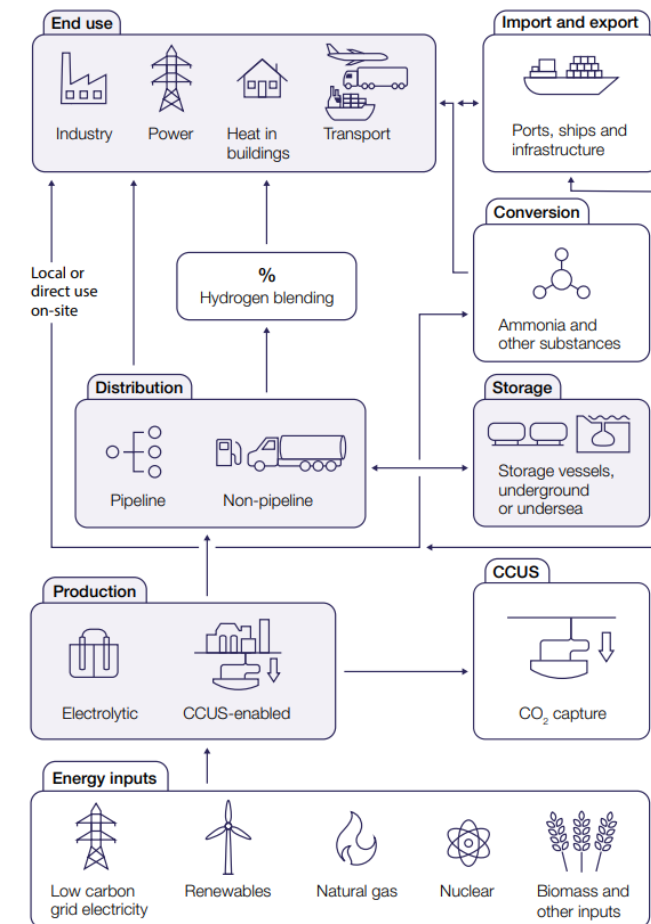 End use
Industry
Power
Heat in
buildings
Transport
Import and export
Ports, ships and
infrastructure
Conversion
Ammonia and
other substances
Local or
direct use
on-site
%
Hydrogen blending
Distribution
Pipeline
Non-pipeline
Storage
Storage vessels,
underground
or undersea
Production
Electrolytic
CCUS-enabled
CCUS
CO₂ capture
Energy inputs
Low carbon
grid electricity
Renewables
Natural gas
Nuclear
Biomass and
other inputs